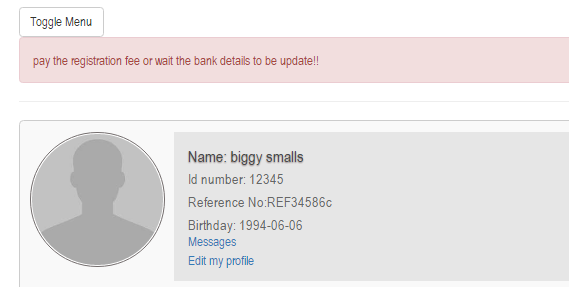 Toggle Menu
pay the registration fee or wait the bank details to be update!!
Name: biggy smalls
Id number: 12345
Reference No:REF34586c
Birthday: 1994-06-06
Messages
Edit my profile